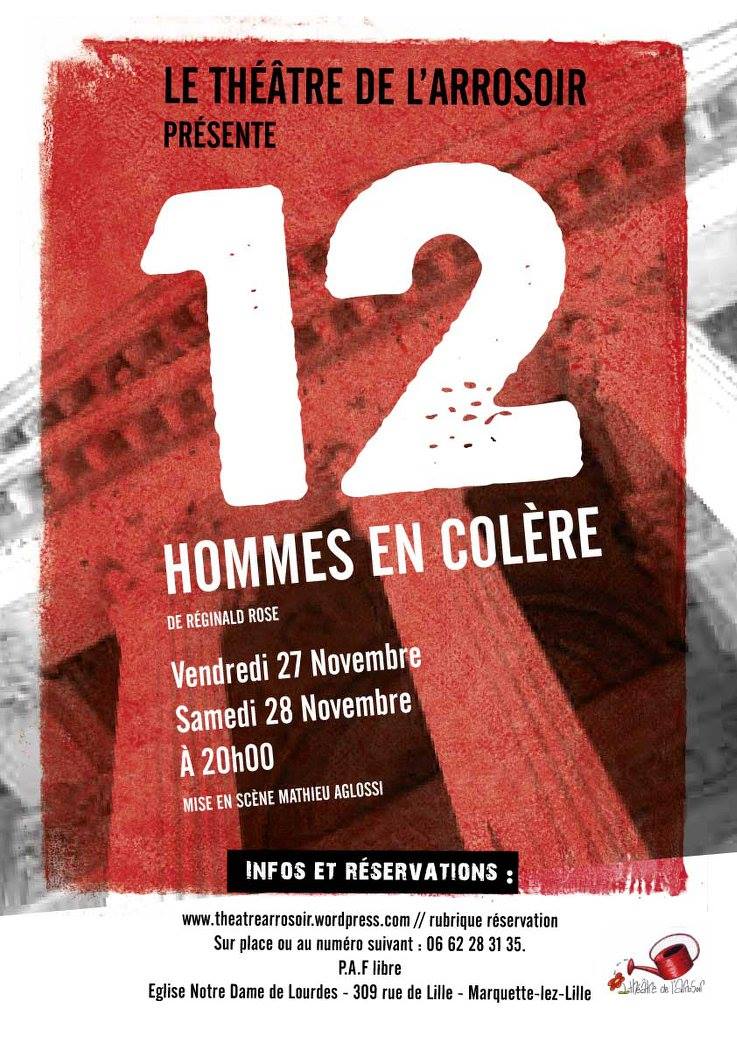 LE THÉÂTRE DE L'ARROSOIR
PRÉSENTE
12
HOMMES EN COLÈRE
DE RÉGINALD ROSE
Vendredi 27 Novembre
Samedi 28 Novembre
À 20h00
MISE EN SCÈNE MATHIEU AGLOSSI
INFOS ET RÉSERVATIONS :
www.theatrearrosoir.wordpress.com // rubrique réservation
Sur place ou au numéro suivant : 06 62 28 31 35.
P.A.F libre
Eglise Notre Dame de Lourdes - 309 rue de Lille - Marquette-lez-Lille
théâtre de l'arrosoir